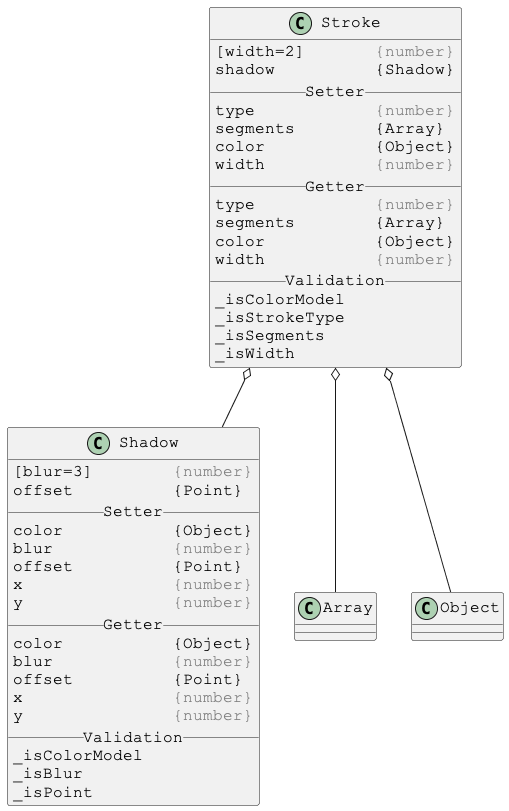 C Stroke
[width=2] {number}
shadow {Shadow}
Setter
type {number}
segments {Array}
color {Object}
width {number}
Getter
type {number}
segments {Array}
color {Object}
width {number}
Validation
_isColorModel
_isStrokeType
_isSegments
_isWidth
C Shadow
[blur=3] {number}
offset {Point}
Setter
color {Object}
blur {number}
offset {Point}
x {number}
y {number}
Getter
color {Object}
blur {number}
offset {Point}
x {number}
y {number}
Validation
_isColorModel
_isBlur
_isPoint
C Array
C Object